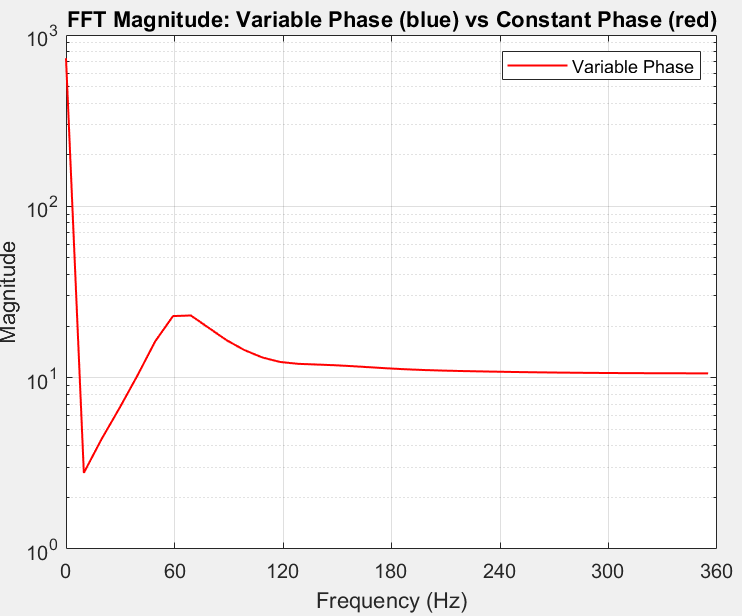 FFT Magnitude: Variable Phase (blue) vs Constant Phase (red)
Variable Phase
10^3
10^2
10^1
10^0
Magnitude
0 60 120 180 240 300 360
Frequency (Hz)